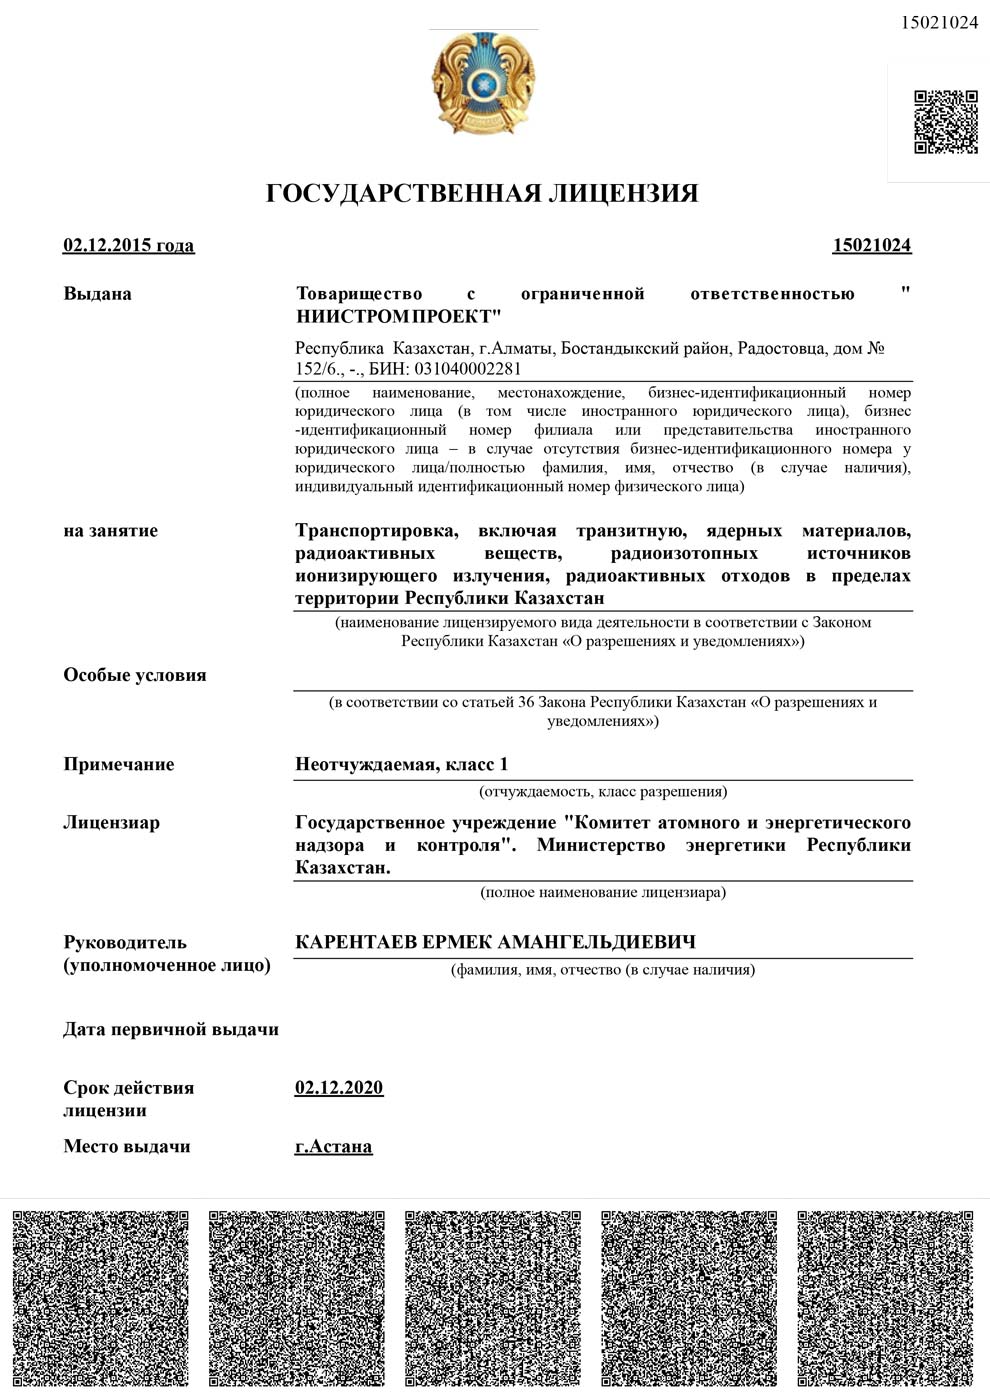 15021024
ГОСУДАРСТВЕННАЯ ЛИЦЕНЗИЯ
02.12.2015 года 15021024
Выдана Товарищество с ограниченной ответственностью "
НИИСТРОМПРОЕКТ"
Республика Казахстан, г.Алматы, Бостандыкский район, Радостовца, дом №
152/6., -., БИН: 031040002281
(полное наименование, местонахождение, бизнес-идентификационный номер
юридического лица (в том числе иностранного юридического лица), бизнес
-идентификационный номер филиала или представительства иностранного
юридического лица – в случае отсутствия бизнес-идентификационного номера у
юридического лица/полностью фамилия, имя, отчество (в случае наличия),
индивидуальный идентификационный номер физического лица)
на занятие Транспортировка, включая транзитную, ядерных материалов,
радиоактивных веществ, радиоизотопных источников
ионизирующего излучения, радиоактивных отходов в пределах
территории Республики Казахстан
(наименование лицензируемого вида деятельности в соответствии с Законом
Республики Казахстан «О разрешениях и уведомлениях»)
Особые условия
(в соответствии со статьей 36 Закона Республики Казахстан «О разрешениях и
уведомлениях»)
Примечание Неотчуждаемая, класс 1
(отчуждаемость, класс разрешения)
Лицензиар Государственное учреждение "Комитет атомного и энергетического
надзора и контроля". Министерство энергетики Республики
Казахстан.
(полное наименование лицензиара)
Руководитель КАРЕНТАЕВ ЕРМЕК АМАНГЕЛЬДИЕВИЧ
(уполномоченное лицо) (фамилия, имя, отчество (в случае наличия)
Дата первичной выдачи
Срок действия 02.12.2020
лицензии
Место выдачи г.Астана